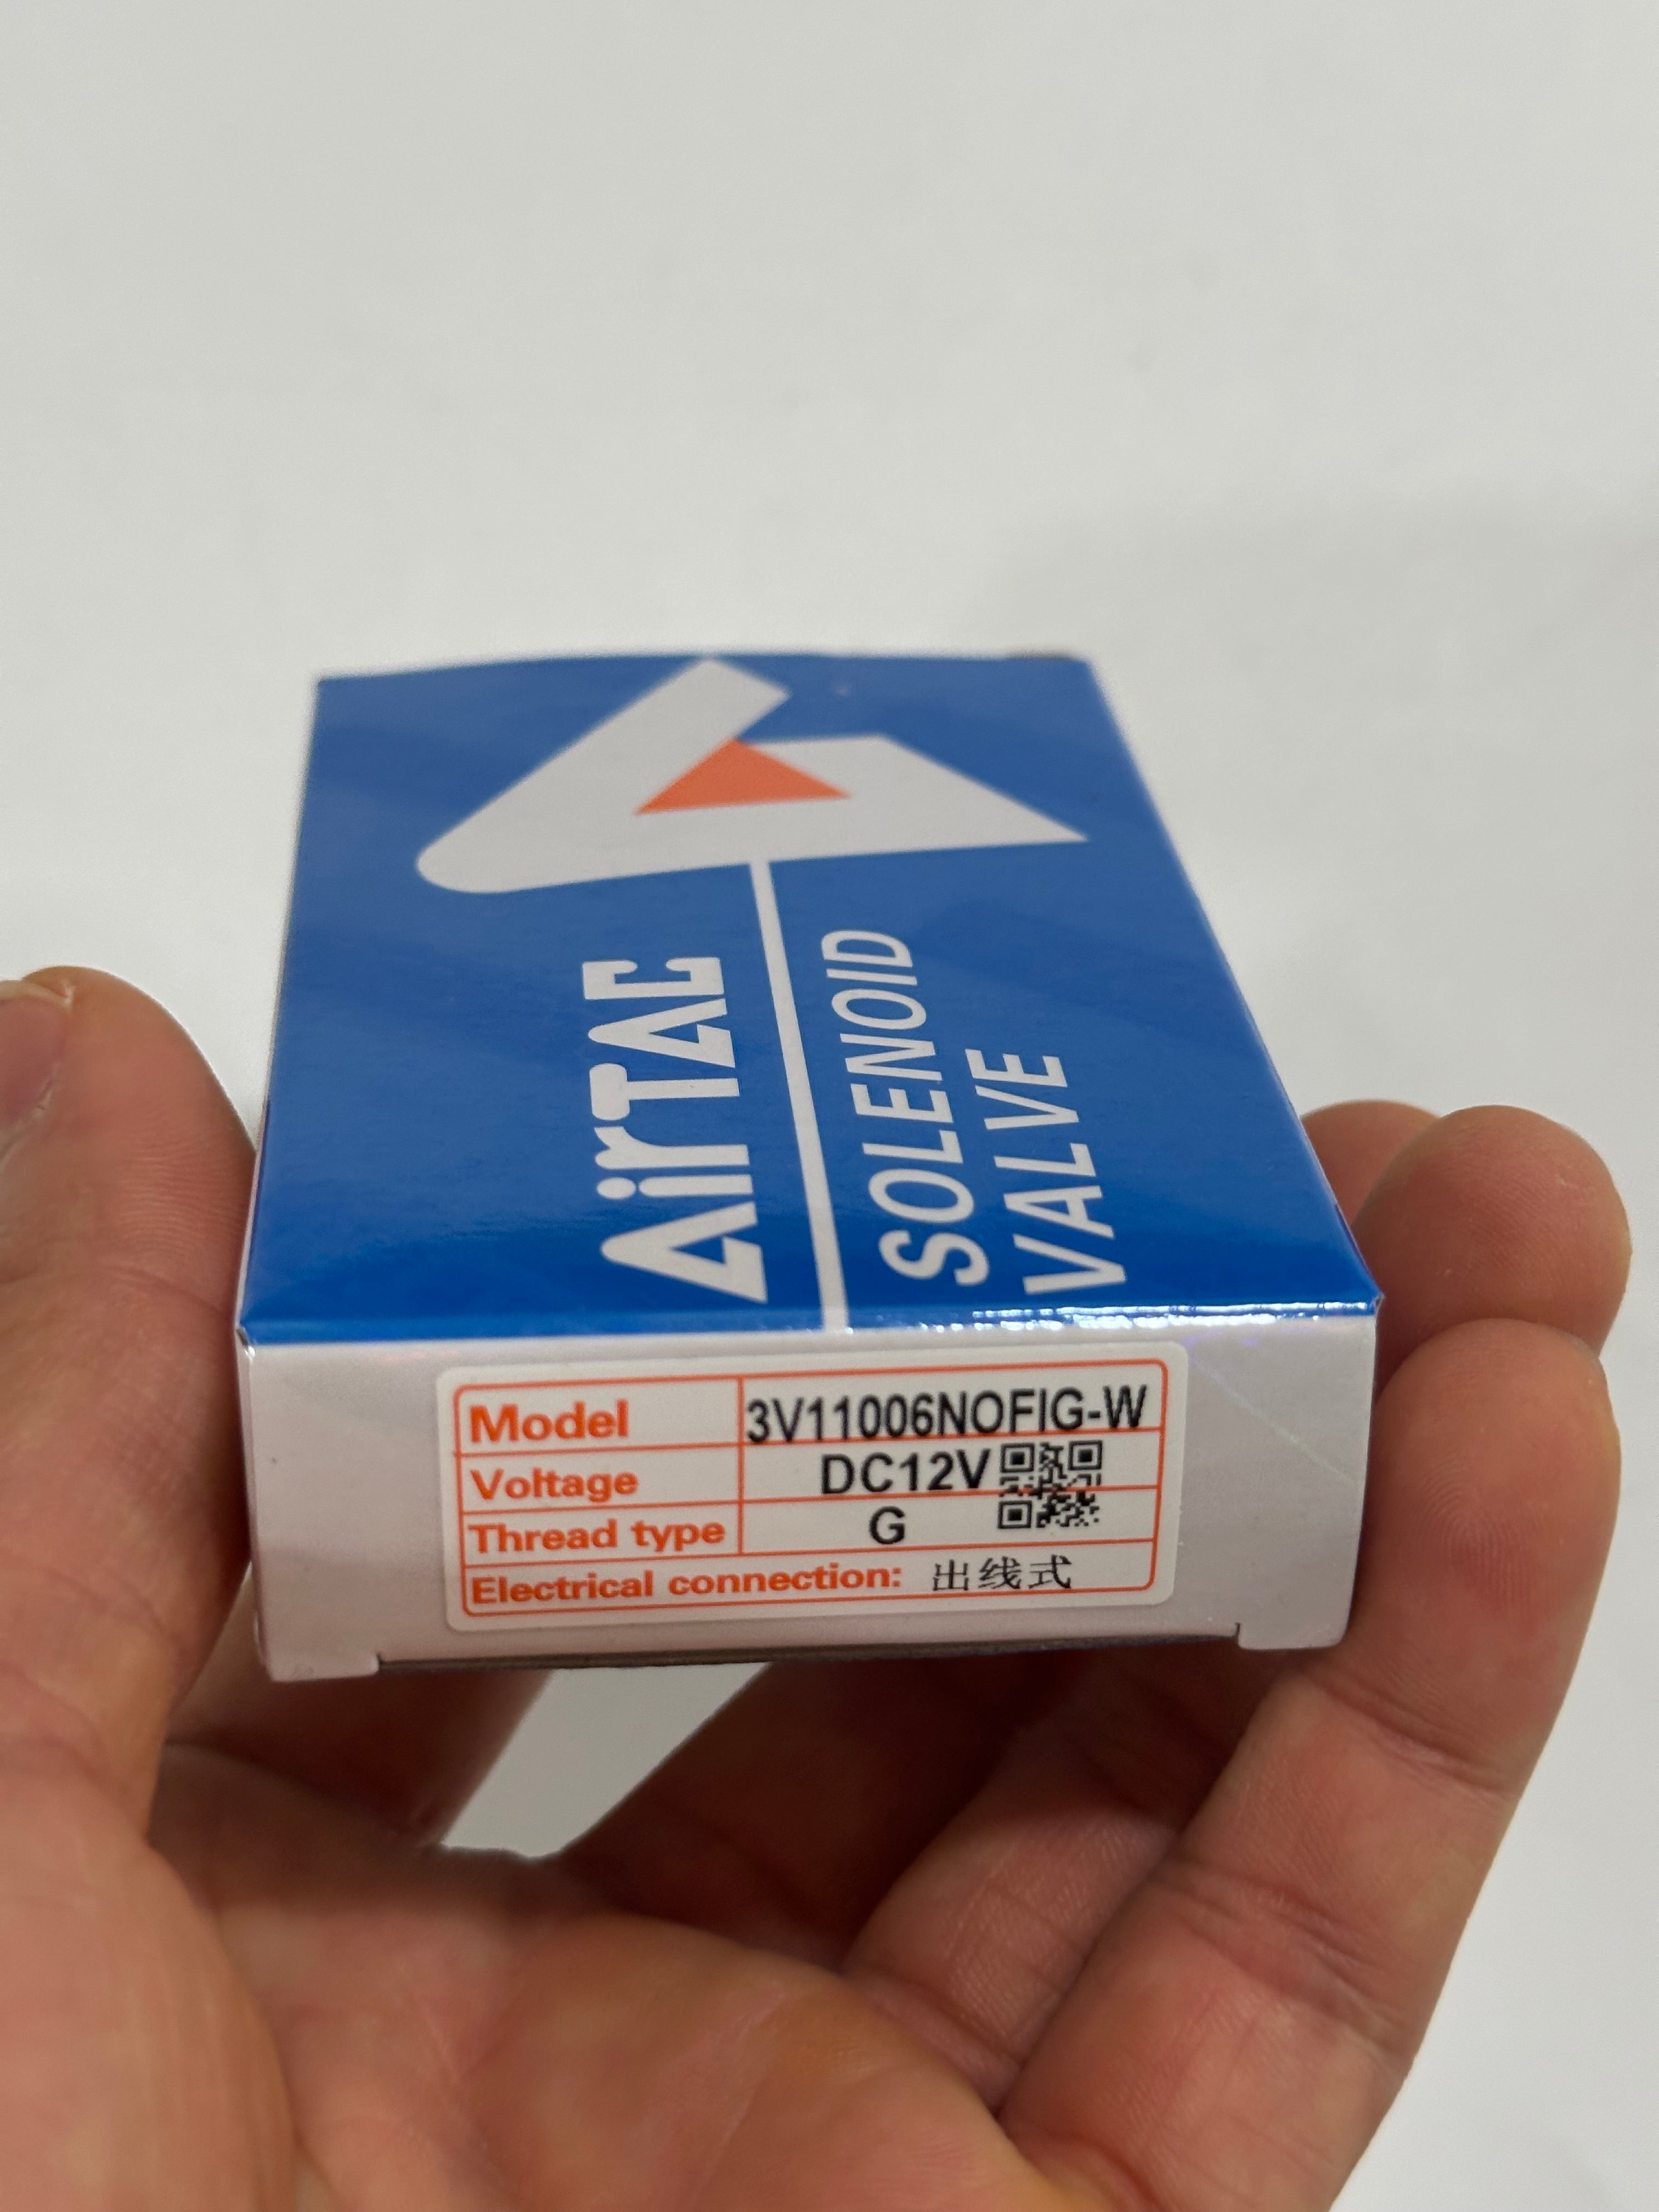 AirTAC
SOLENOID
VALVE
Model 3V11006NOFIG-W
Voltage DC12V
Thread type G
Electrical connection: 出线式